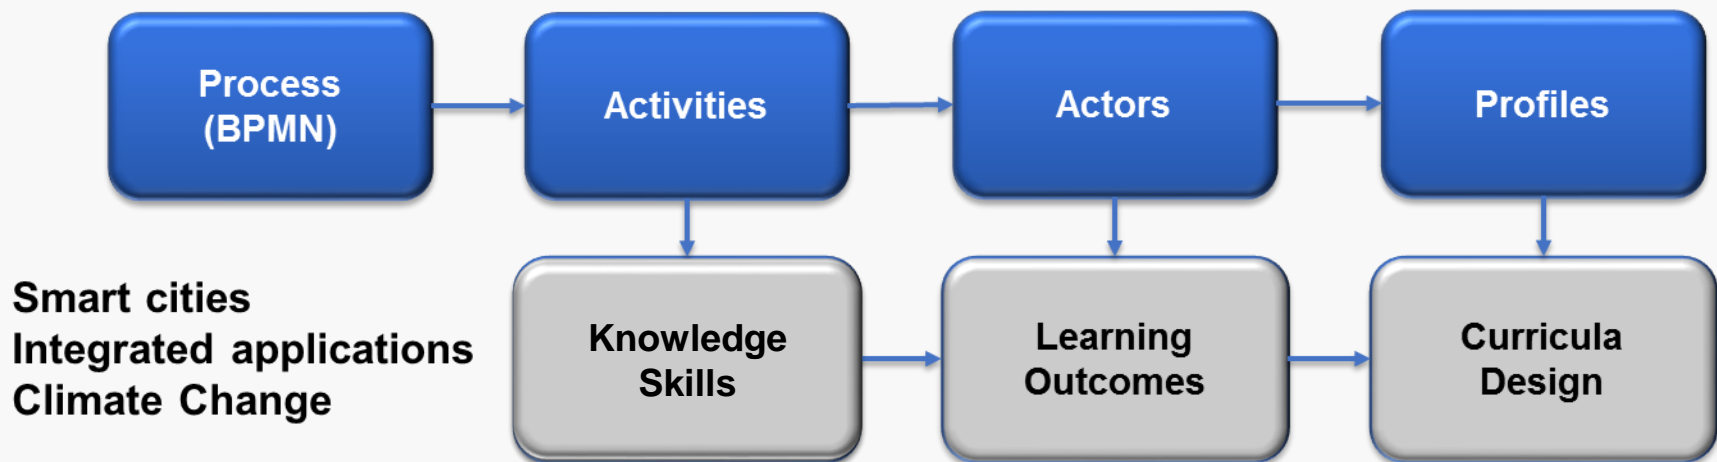 Process
(BPMN)
Activities
Actors
Profiles
Smart cities
Integrated applications
Climate Change
Knowledge
Skills
Learning
Outcomes
Curricula
Design